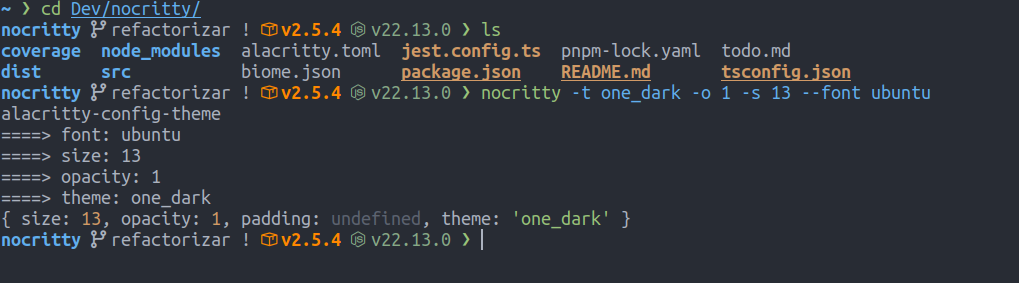 ~ ❯ cd Dev/nocritty/
nocritty refactorizar ! v2.5.4 v22.13.0 ❯ ls
coverage node_modules alacritty.toml jest.config.ts pnpm-lock.yaml todo.md
dist src biome.json package.json README.md tsconfig.json
nocritty refactorizar ! v2.5.4 v22.13.0 ❯ nocritty -t one_dark -o 1 -s 13 --font ubuntu
alacritty-config-theme
====> font: ubuntu
====> size: 13
====> opacity: 1
====> theme: one_dark
{ size: 13, opacity: 1, padding: undefined, theme: 'one_dark' }
nocritty refactorizar ! v2.5.4 v22.13.0 ❯